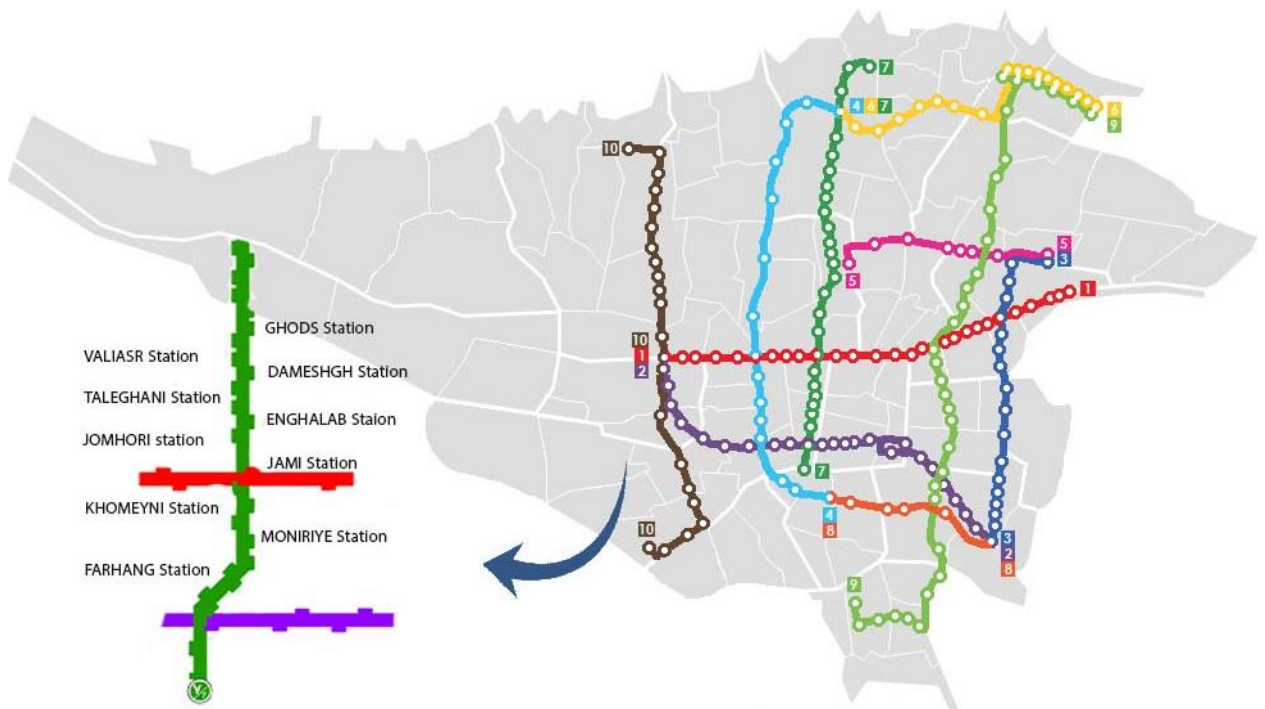 7
4 6 7
6
9
10
GHODS Station
VALIASR Station
DAMESHGH Station
TALEGHANI Station
ENGHALAB Staion
JOMHORI station
JAMI Station
KHOMEYNI Station
MONIRIYE Station
FARHANG Station
5
3
5
1
10
1
2
7
4
8
10
3
2
8
9
7